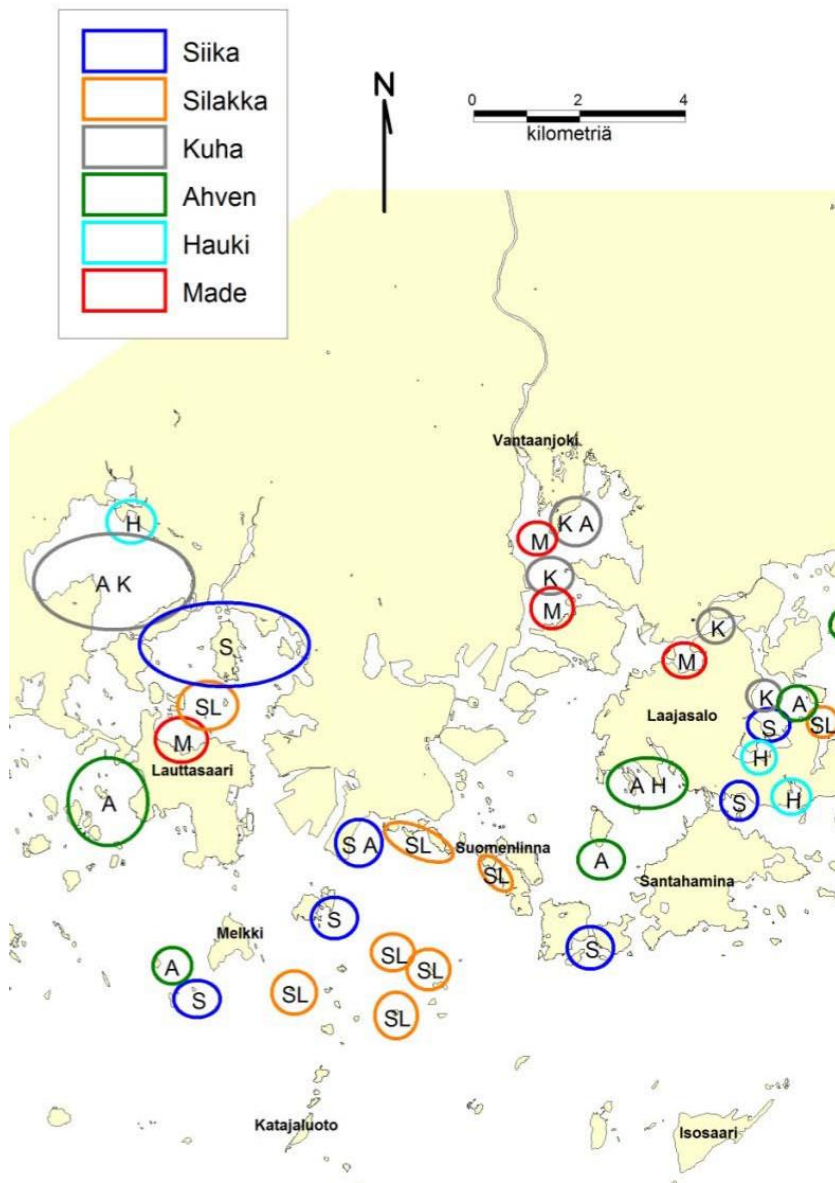 Siika
Silakka
Kuha
Ahven
Hauki
Made
N
0 2 4
kilometriä
Vantaanjoki
H
K A
M
A K
K
M
K
S
M
SL
K
A
Laajasalo
S
SL
M
Lauttasaari
H
A H
A
S
H
S A
SL
Suomenlinna
A
SL
Santahamina
S
Melkki
S
SL
A
SL
S
SL
SL
Katajaluoto
Isosaari